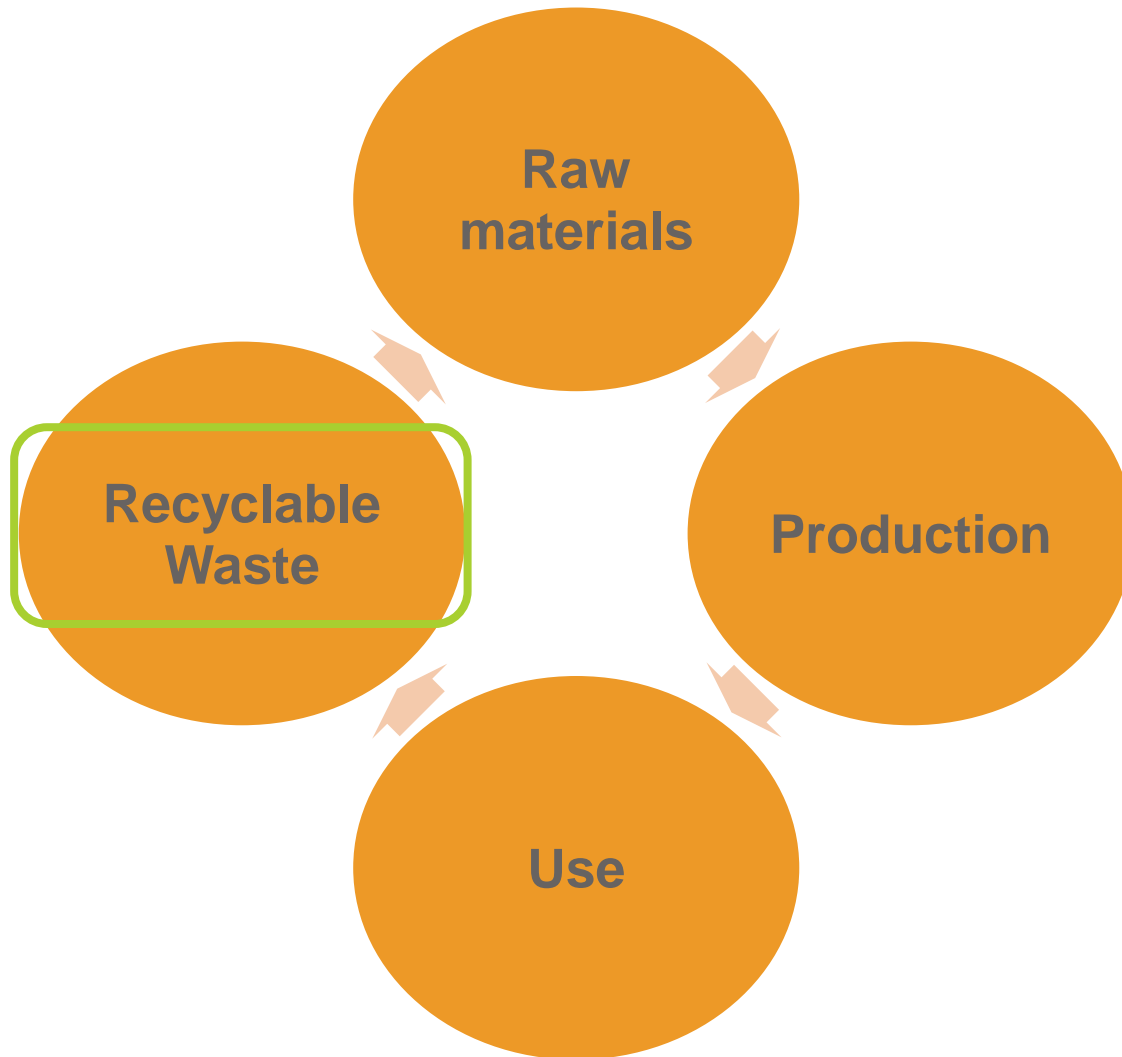 Raw
materials
Recyclable
Waste
Production
Use